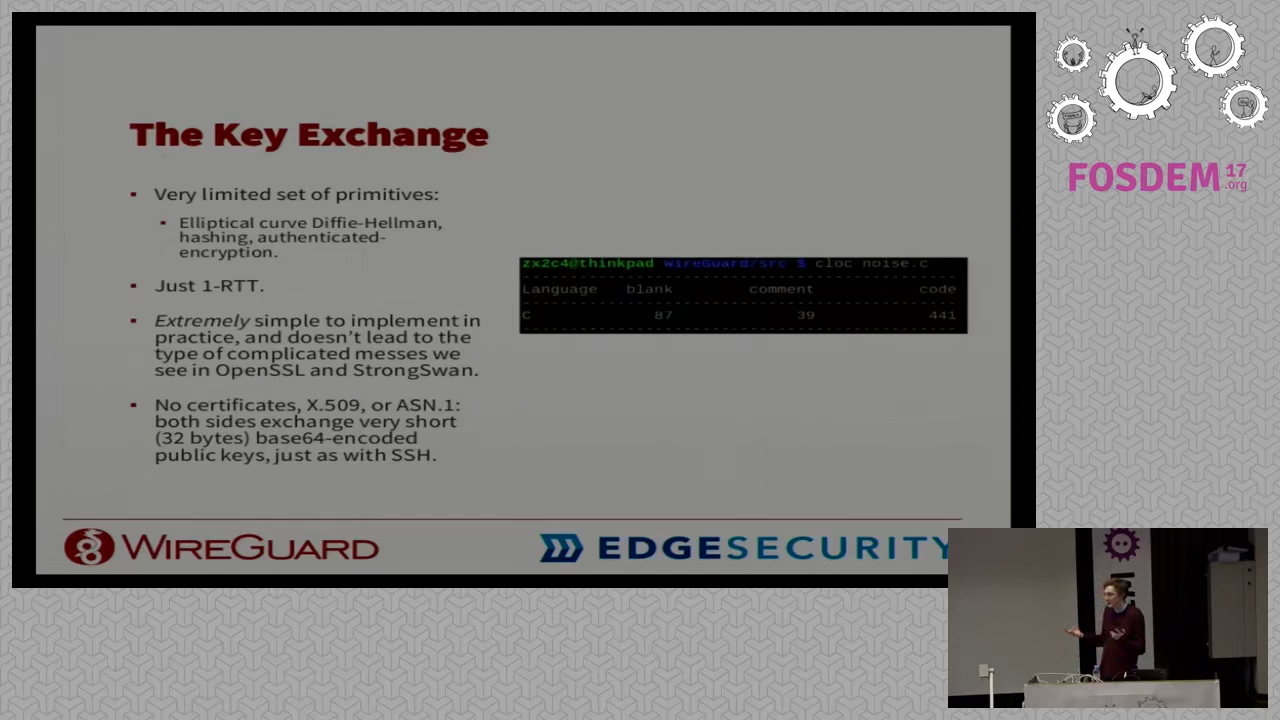 The Key Exchange
▪ Very limited set of primitives:
▪ Elliptical curve Diffie-Hellman,
hashing, authenticated-
encryption.
▪ Just 1-RTT.
▪ Extremely simple to implement in
practice, and doesn't lead to the
type of complicated messes we
see in OpenSSL and StrongSwan.
▪ No certificates, X.509, or ASN.1:
both sides exchange very short
(32 bytes) base64-encoded
public keys, just as with SSH.
zx2c4@thinkpad WireGuard/src $ cloc noise.c
Language blank comment code
C 87 39 441
WIREGUARD
EDGESECURITY
FOSDEM 17
.org